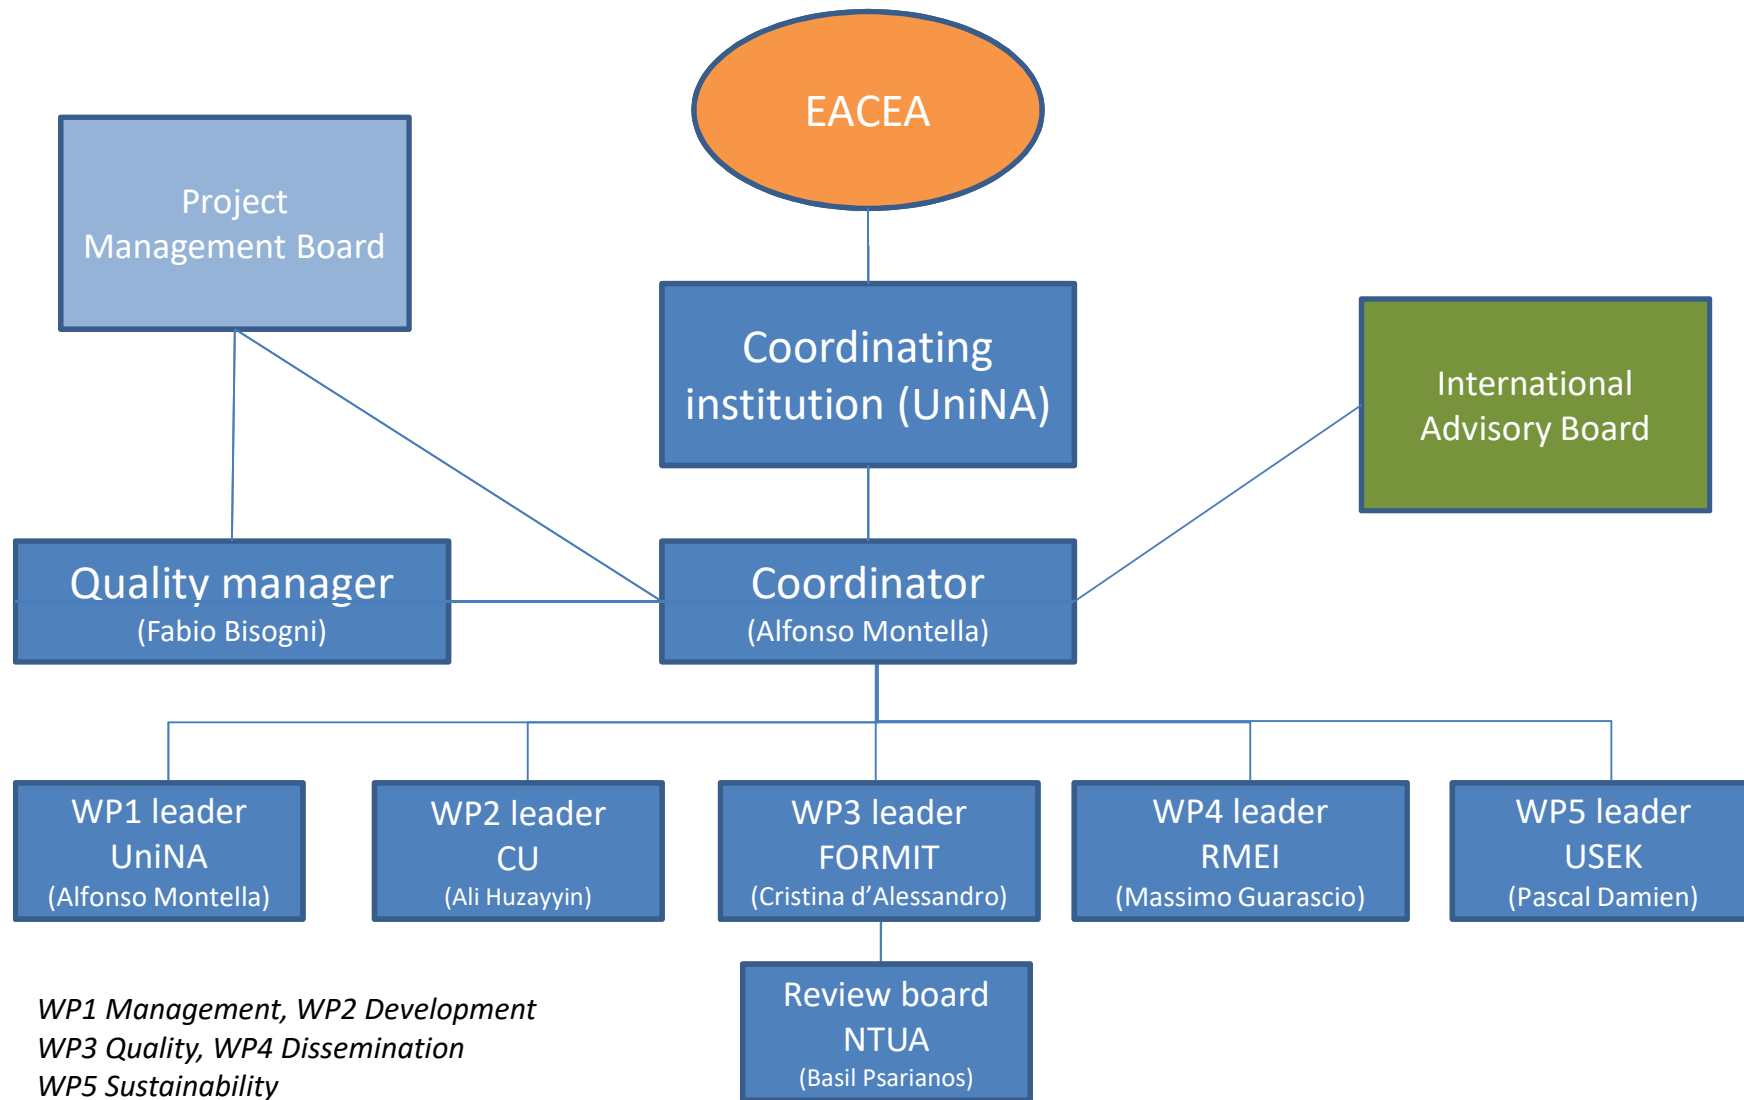 EACEA
Project
Management Board
Coordinating
institution (UniNA)
International
Advisory Board
Quality manager
(Fabio Bisogni)
Coordinator
(Alfonso Montella)
WP1 leader
UniNA
(Alfonso Montella)
WP2 leader
CU
(Ali Huzayyin)
WP3 leader
FORMIT
(Cristina d’Alessandro)
WP4 leader
RMEI
(Massimo Guarascio)
WP5 leader
USEK
(Pascal Damien)
Review board
NTUA
(Basil Psarianos)
WP1 Management, WP2 Development
WP3 Quality, WP4 Dissemination
WP5 Sustainability